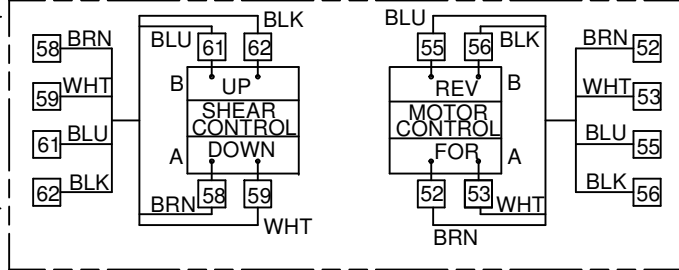 BLK
BLU
BLU
BRN
58
61
62
55
56
BLK
BRN
52
WHT
59
B
UP
REV
B
WHT
53
SHEAR
CONTROL
MOTOR
CONTROL
BLU
61
A
DOWN
FOR
A
BLU
55
BLK
62
BRN
58
59
52
53
WHT
BLK
56
WHT
BRN